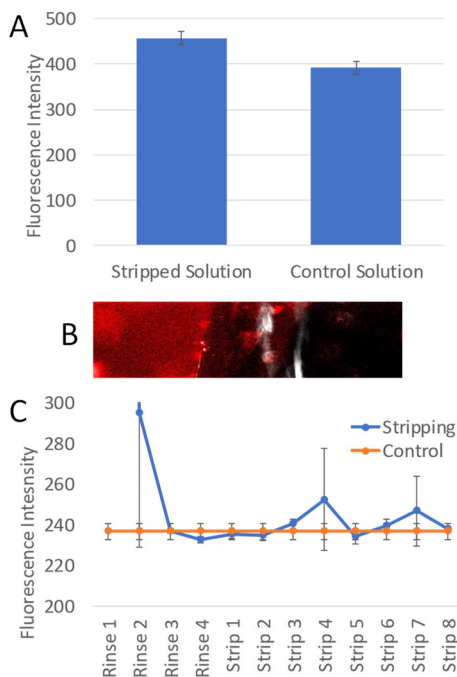 A
500
400
300
200
100
0
Fluorescence Intensity
Stripped Solution
Control Solution
B
C
300
280
260
240
220
200
Fluorescence Intesnsity
Stripping
Control
Rinse 1
Rinse 2
Rinse 3
Rinse 4
Strip 1
Strip 2
Strip 3
Strip 4
Strip 5
Strip 6
Strip 7
Strip 8